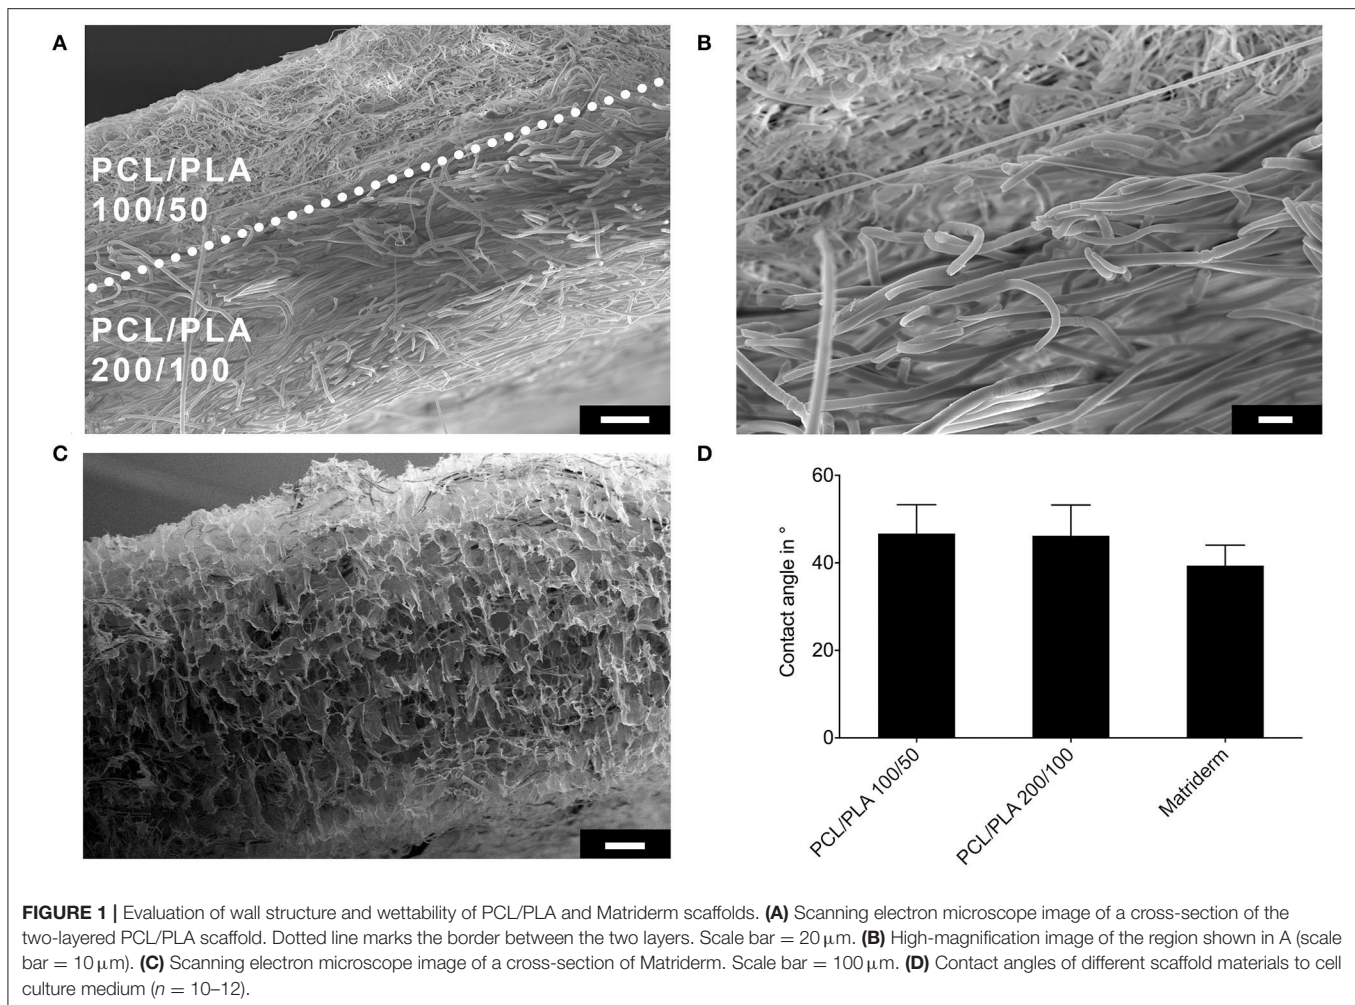 A
PCL/PLA
100/50
PCL/PLA
200/100
B
C
D
60
40
20
0
Contact angle in °
PCL/PLA 100/50
PCL/PLA 200/100
Matriderm
FIGURE 1 | Evaluation of wall structure and wettability of PCL/PLA and Matriderm scaffolds. (A) Scanning electron microscope image of a cross-section of the
two-layered PCL/PLA scaffold. Dotted line marks the border between the two layers. Scale bar = 20 μm. (B) High-magnification image of the region shown in A (scale
bar = 10 μm). (C) Scanning electron microscope image of a cross-section of Matriderm. Scale bar = 100 μm. (D) Contact angles of different scaffold materials to cell
culture medium (n = 10–12).